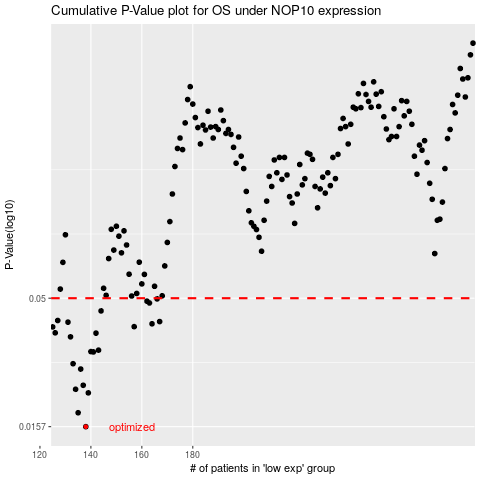 Cumulative P-Value plot for OS under NOP10 expression
P-Value(log10)
0.05
0.0157
optimized
120 140 160 180
# of patients in 'low exp' group